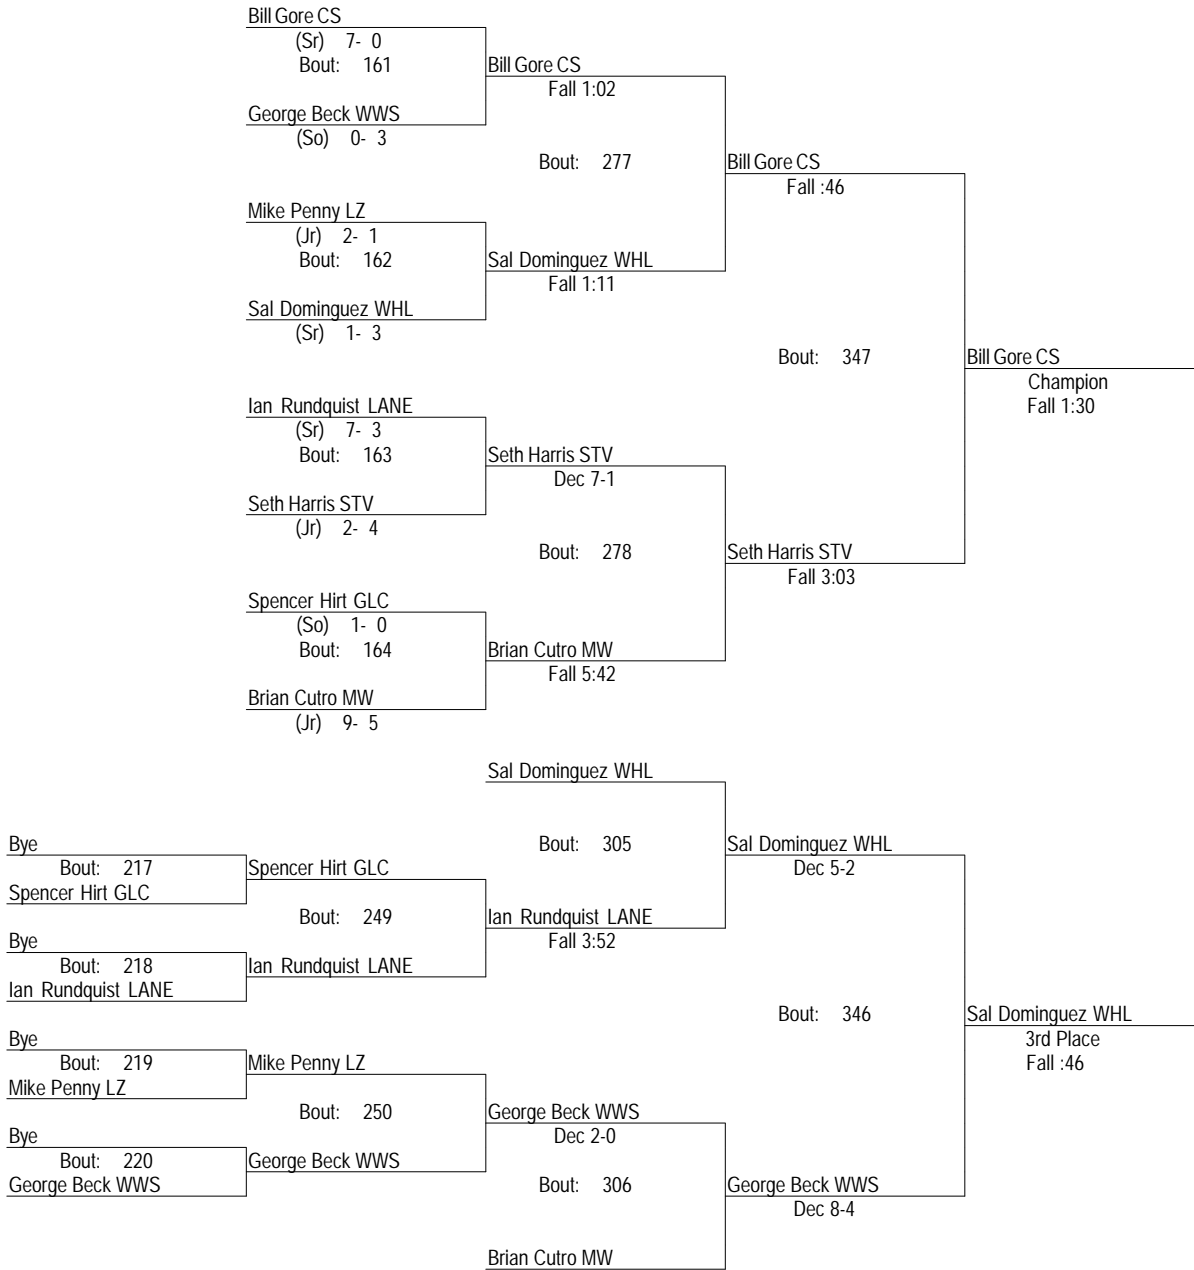 Bill Gore CS
(Sr) 7- 0
Bout: 161
Bill Gore CS
Fall 1:02
George Beck WWS
(So) 0- 3
Bout: 277
Bill Gore CS
Fall :46
Mike Penny LZ
(Jr) 2- 1
Bout: 162
Sal Dominguez WHL
Fall 1:11
Sal Dominguez WHL
(Sr) 1- 3
Bout: 347
Bill Gore CS
Champion
Fall 1:30
Ian Rundquist LANE
(Sr) 7- 3
Bout: 163
Seth Harris STV
Dec 7-1
Seth Harris STV
(Jr) 2- 4
Bout: 278
Seth Harris STV
Fall 3:03
Spencer Hirt GLC
(So) 1- 0
Bout: 164
Brian Cutro MW
Fall 5:42
Brian Cutro MW
(Jr) 9- 5
Sal Dominguez WHL
Bye
Bout: 217
Spencer Hirt GLC
Spencer Hirt GLC
Bout: 305
Sal Dominguez WHL
Dec 5-2
Bout: 249
Ian Rundquist LANE
Fall 3:52
Bye
Bout: 218
Ian Rundquist LANE
Ian Rundquist LANE
Bout: 346
Sal Dominguez WHL
3rd Place
Fall :46
Bye
Bout: 219
Mike Penny LZ
Mike Penny LZ
Bout: 250
George Beck WWS
Dec 2-0
Bye
Bout: 220
George Beck WWS
George Beck WWS
Bout: 306
George Beck WWS
Dec 8-4
Brian Cutro MW